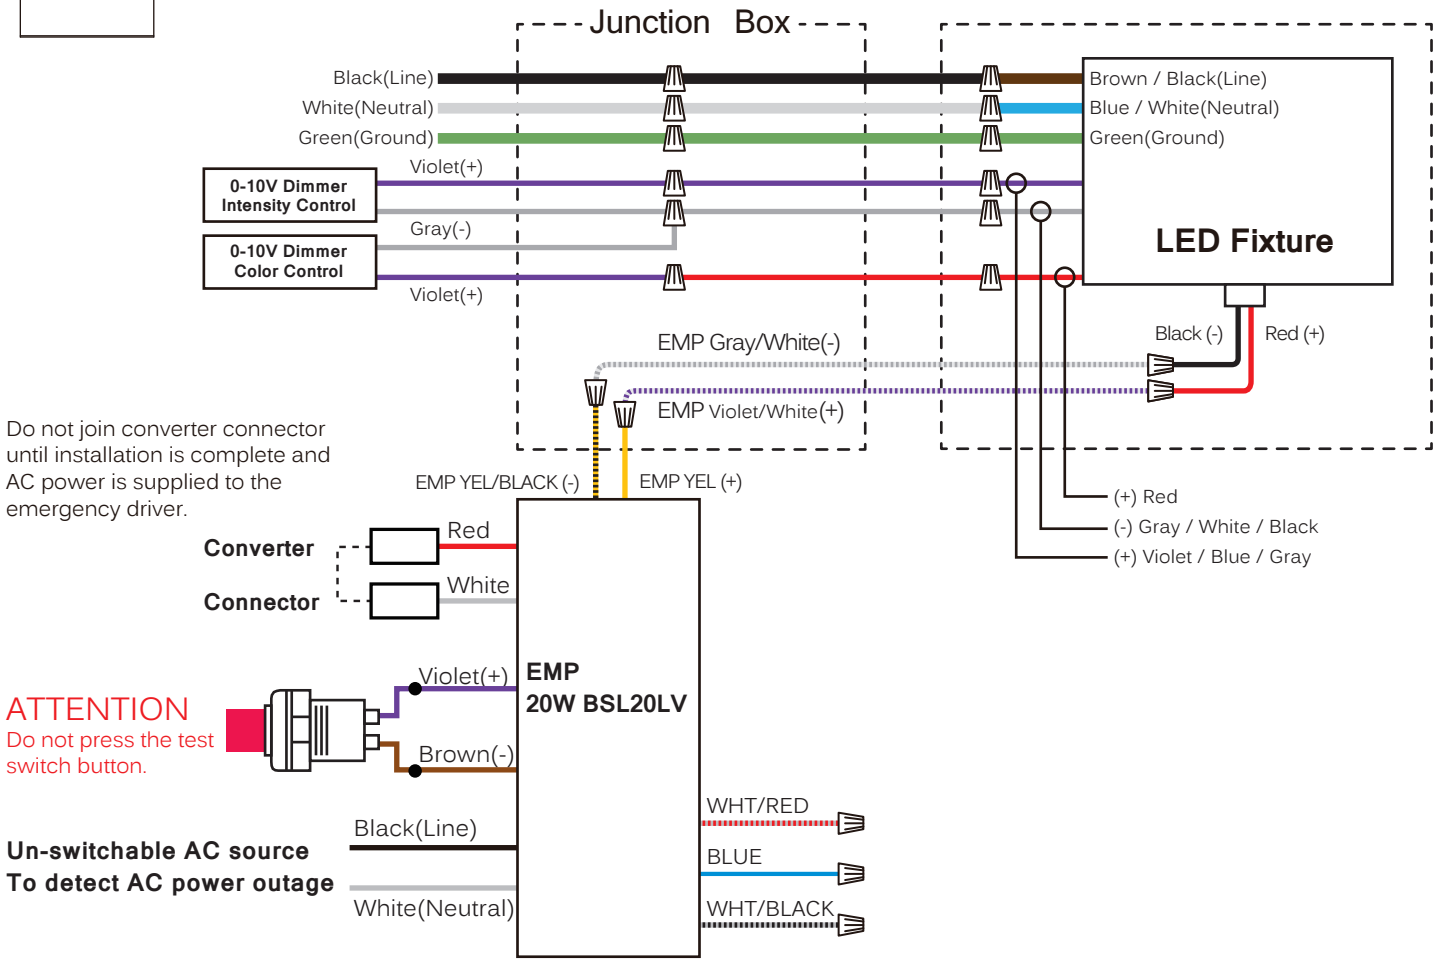 Junction Box
Black(Line)
White(Neutral)
Green(Ground)
Violet(+)
0-10V Dimmer
Intensity Control
Gray(-)
0-10V Dimmer
Color Control
Violet(+)
Brown / Black(Line)
Blue / White(Neutral)
Green(Ground)
LED Fixture
Black (-)
Red (+)
EMP Gray/White(-)
EMP Violet/White(+)
EMP YEL/BLACK (-)
EMP YEL (+)
(+) Red
(-) Gray / White / Black
(+) Violet / Blue / Gray
Do not join converter connector
until installation is complete and
AC power is supplied to the
emergency driver.
Converter
Red
Connector
White
EMP
20W BSL20LV
ATTENTION
Do not press the test
switch button.
Violet(+)
Brown(-)
Un-switchable AC source
To detect AC power outage
Black(Line)
White(Neutral)
WHT/RED
BLUE
WHT/BLACK